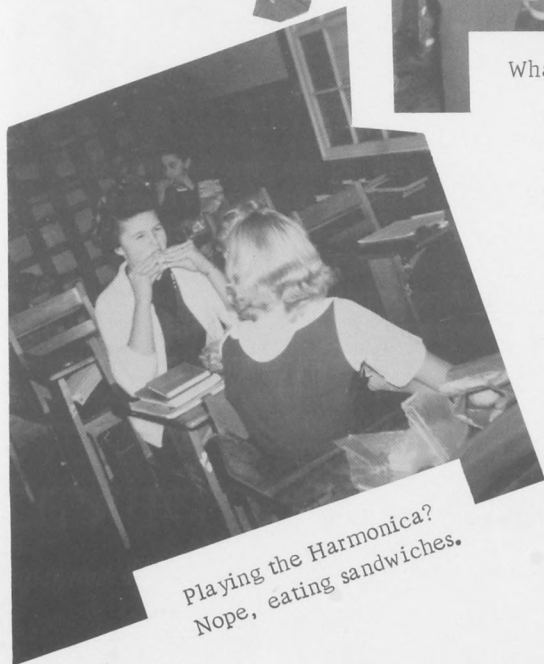 Playing the Harmonica?
Nope, eating sandwiches.